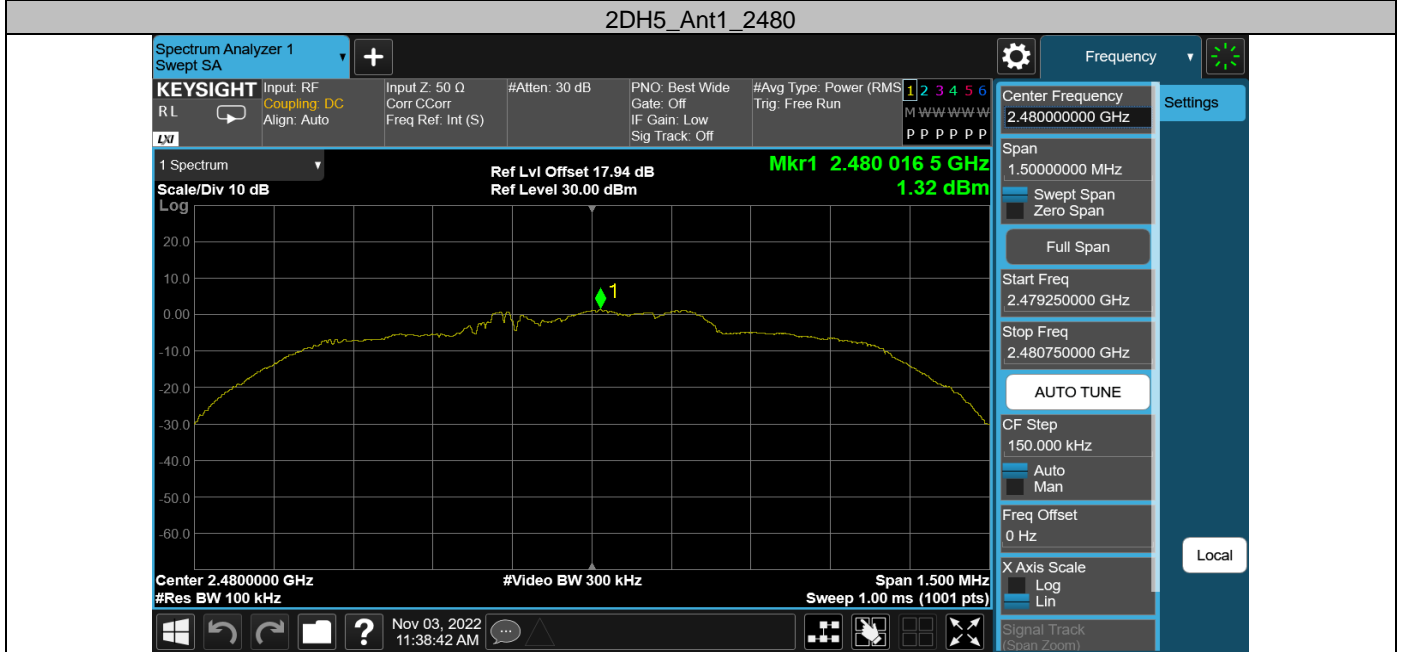 2DH5_Ant1_2480
Spectrum Analyzer 1
Swept SA
+
Frequency
KEYSIGHT
RL
LXI
Input: RF
Coupling: DC
Align: Auto
Input Z: 50 Ω
Corr CCorr
Freq Ref: Int (S)
#Atten: 30 dB
PNO: Best Wide
Gate: Off
IF Gain: Low
Sig Track: Off
#Avg Type: Power (RMS
Trig: Free Run
1 2 3 4 5 6
M W W W W W
P P P P P P
Center Frequency
2.480000000 GHz
Settings
Span
1.50000000 MHz
Swept Span
Zero Span
Full Span
Start Freq
2.479250000 GHz
Stop Freq
2.480750000 GHz
AUTO TUNE
CF Step
150.000 kHz
Auto
Man
Freq Offset
0 Hz
X Axis Scale
Log
Lin
Signal Track
(Span Zoom)
Local
1 Spectrum
Scale/Div 10 dB
Log
Ref Lvl Offset 17.94 dB
Ref Level 30.00 dBm
Mkr1 2.480 016 5 GHz
1.32 dBm
1
20.0
10.0
0.00
-10.0
-20.0
-30.0
-40.0
-50.0
-60.0
Center 2.4800000 GHz
#Res BW 100 kHz
#Video BW 300 kHz
Span 1.500 MHz
Sweep 1.00 ms (1001 pts)
?
Nov 03, 2022
11:38:42 AM